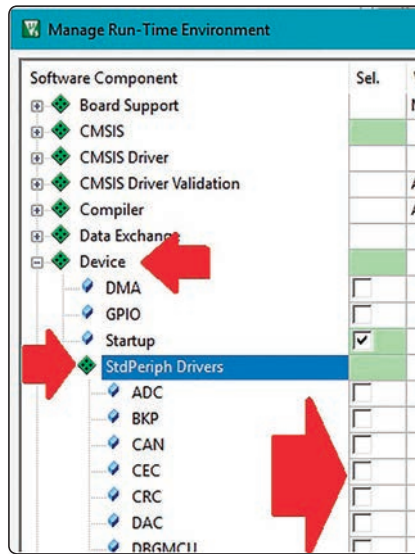 Manage Run-Time Environment
Software Component Sel.
Board Support
CMSIS
CMSIS Driver
CMSIS Driver Validation
Compiler
Data Exchange
Device
DMA
GPIO
Startup
StdPeriph Drivers
ADC
BKP
CAN
CEC
CRC
DAC
DBGMCU